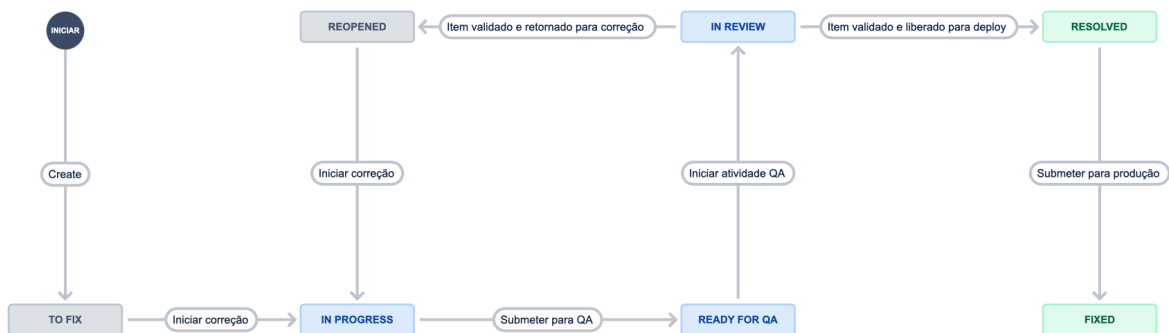 INICIAR
REOPENED
Item validado e retornado para correção
IN REVIEW
Item validado e liberado para deploy
RESOLVED
Create
Iniciar correção
Iniciar atividade QA
Submeter para produção
TO FIX
Iniciar correção
IN PROGRESS
Submeter para QA
READY FOR QA
FIXED